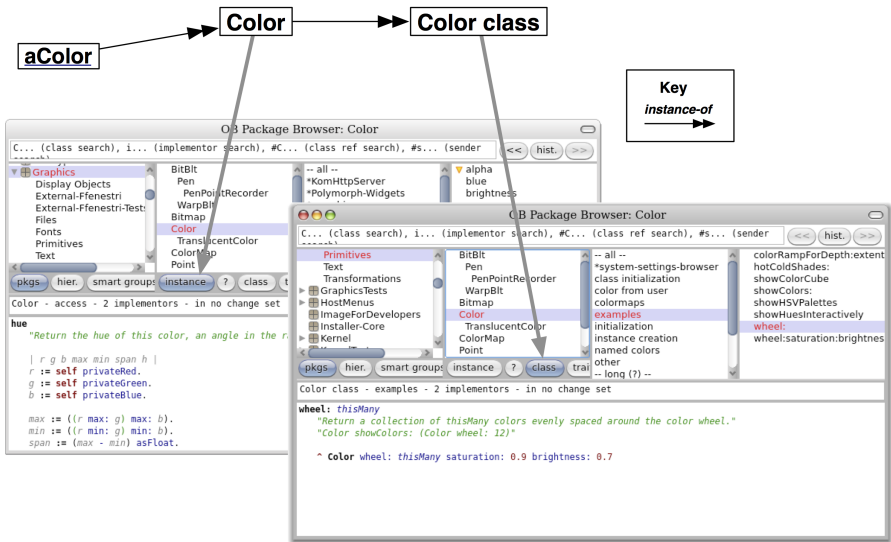 Color
Color class
aColor
Key
instance-of
OB Package Browser: Color
C... (class search), i... (implementor search), #C... (class ref search), #s... (sender
<< hist. >>
Graphics
Display Objects
External-Ffenestri
External-Ffenestri-Tests
Files
Fonts
Primitives
Text
BitBlt
Pen
PenPointRecorder
WarpBlt
Bitmap
Color
TranslucentColor
ColorMap
Point
-- all --
*KomHttpServer
*Polymorph-Widgets
alpha
blue
brightness
pkgs hier. smart groups instance ? class
Color - access - 2 implementors - in no change set
hue
"Return the hue of this color, an angle in the
| r g b max min span h |
r := self privateRed.
g := self privateGreen.
b := self privateBlue.
max := ((r max: g) max: b).
min := ((r min: g) min: b).
span := (max - min) asFloat.
OB Package Browser: Color
C... (class search), i... (implementor search), #C... (class ref search), #s... (sender
<< hist. >>
Primitives
Text
Transformations
GraphicsTests
HostMenus
ImageForDevelopers
Installer-Core
Kernel
BitBlt
Pen
PenPointRecorder
WarpBlt
Bitmap
Color
TranslucentColor
ColorMap
Point
-- all --
*system-settings-browser
class initialization
color from user
colormaps
examples
initialization
instance creation
named colors
other
-- long (?) --
colorRampForDepth:extent
hotColdShades:
showColorCube
showColors:
showHSVPalettes
showHuesInteractively
wheel:
wheel:saturation:brightnes
pkgs hier. smart groups instance ? class trai
Color class - examples - 2 implementors - in no change set
wheel: thisMany
"Return a collection of thisMany colors evenly spaced around the color wheel."
"Color showColors: (Color wheel: 12)"
^ Color wheel: thisMany saturation: 0.9 brightness: 0.7